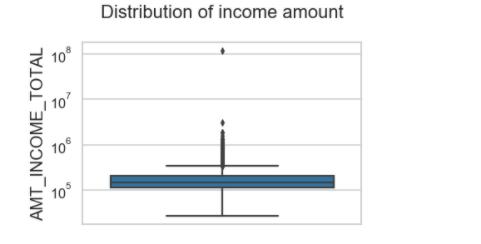 Distribution of income amount
AMT_INCOME_TOTAL
10⁸
10⁷
10⁶
10⁵